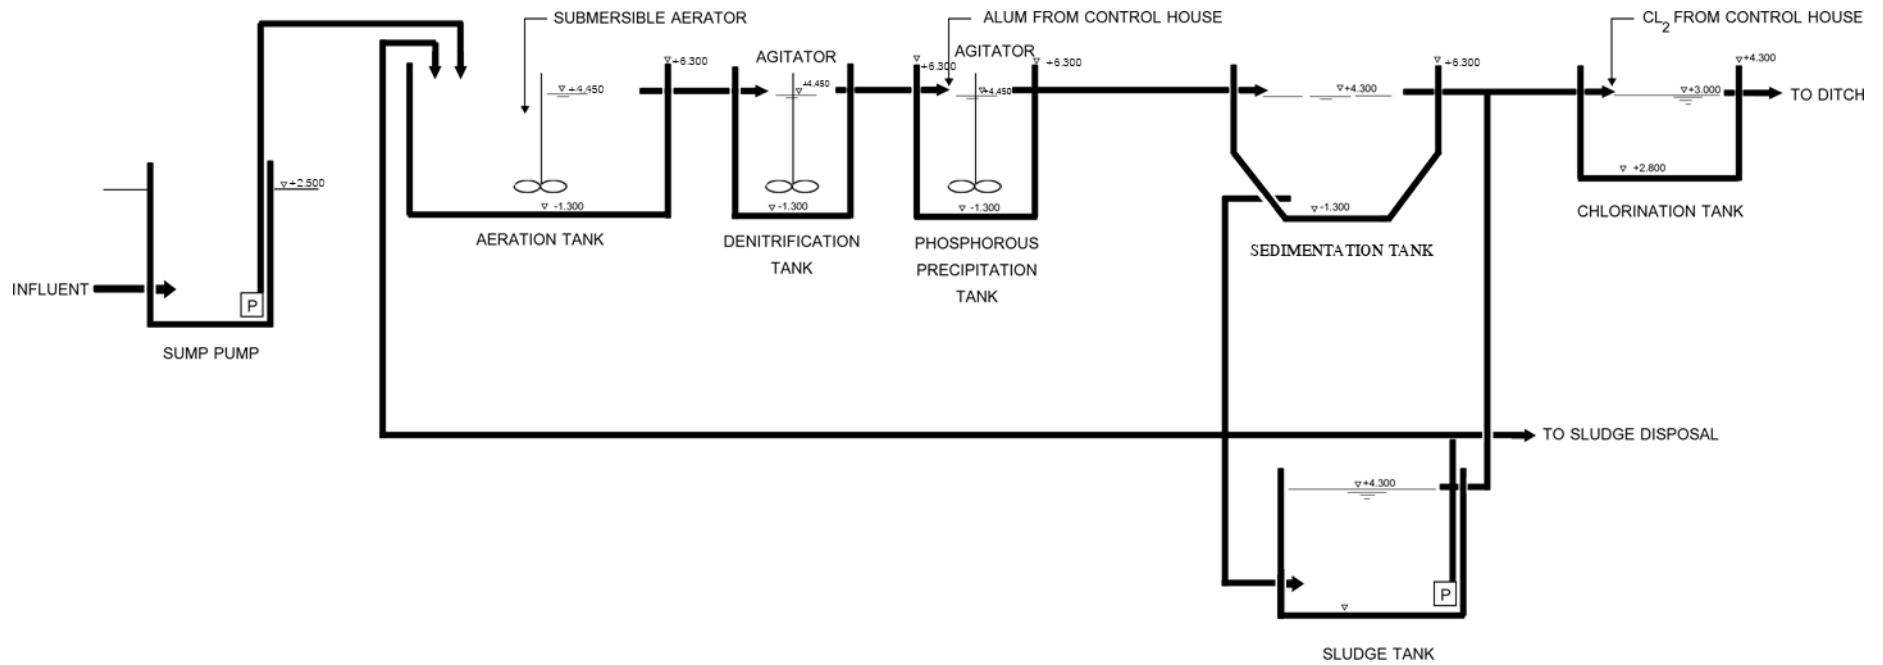 SUBMERSIBLE AERATOR
ALUM FROM CONTROL HOUSE
CL2 FROM CONTROL HOUSE
AGITATOR
AGITATOR
+6.300
+6.300
+6.300
+6.300
+4.300
+4.450
+4.450
+4.450
+4.300
+3.000
TO DITCH
+2.500
+2.800
-1.300
-1.300
-1.300
-1.300
AERATION TANK
DENITRIFICATION
TANK
PHOSPHOROUS
PRECIPITATION
TANK
SEDIMENTATION TANK
CHLORINATION TANK
INFLUENT
P
SUMP PUMP
TO SLUDGE DISPOSAL
+4.300
P
SLUDGE TANK